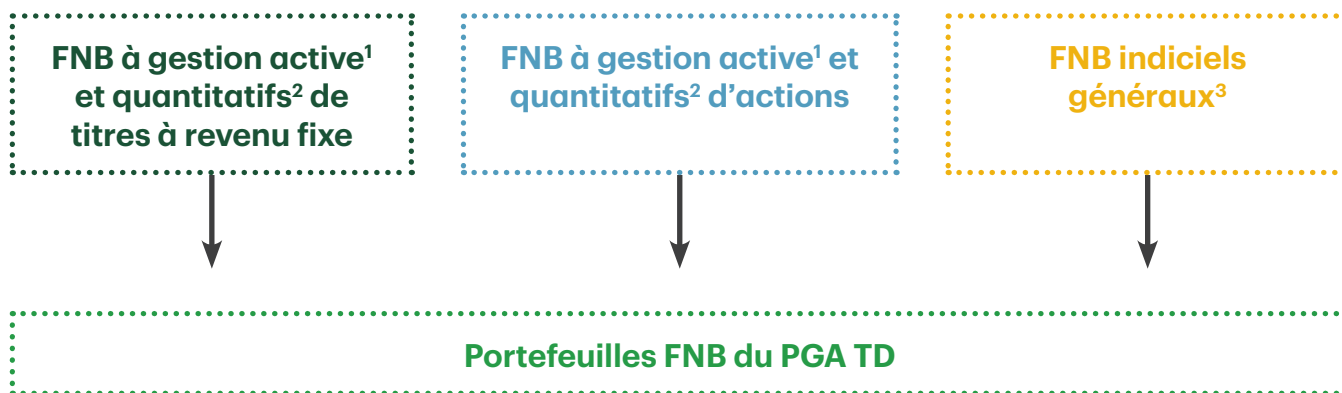 FNB à gestion active¹
et quantitatifs² de
titres à revenu fixe
FNB à gestion active¹ et
quantitatifs² d’actions
FNB indiciels
généraux³
Portefeuilles FNB du PGA TD